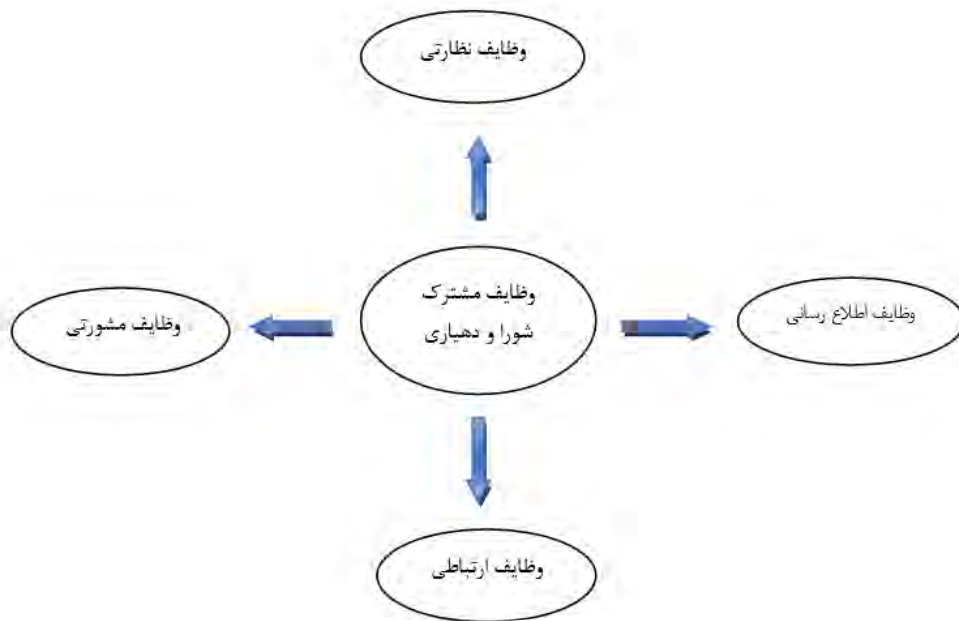 وظایف نظارتی
وظایف مشترک
شورا و دهیاری
وظایف اطلاع رسانی
وظایف مشورتی
وظایف ارتباطی